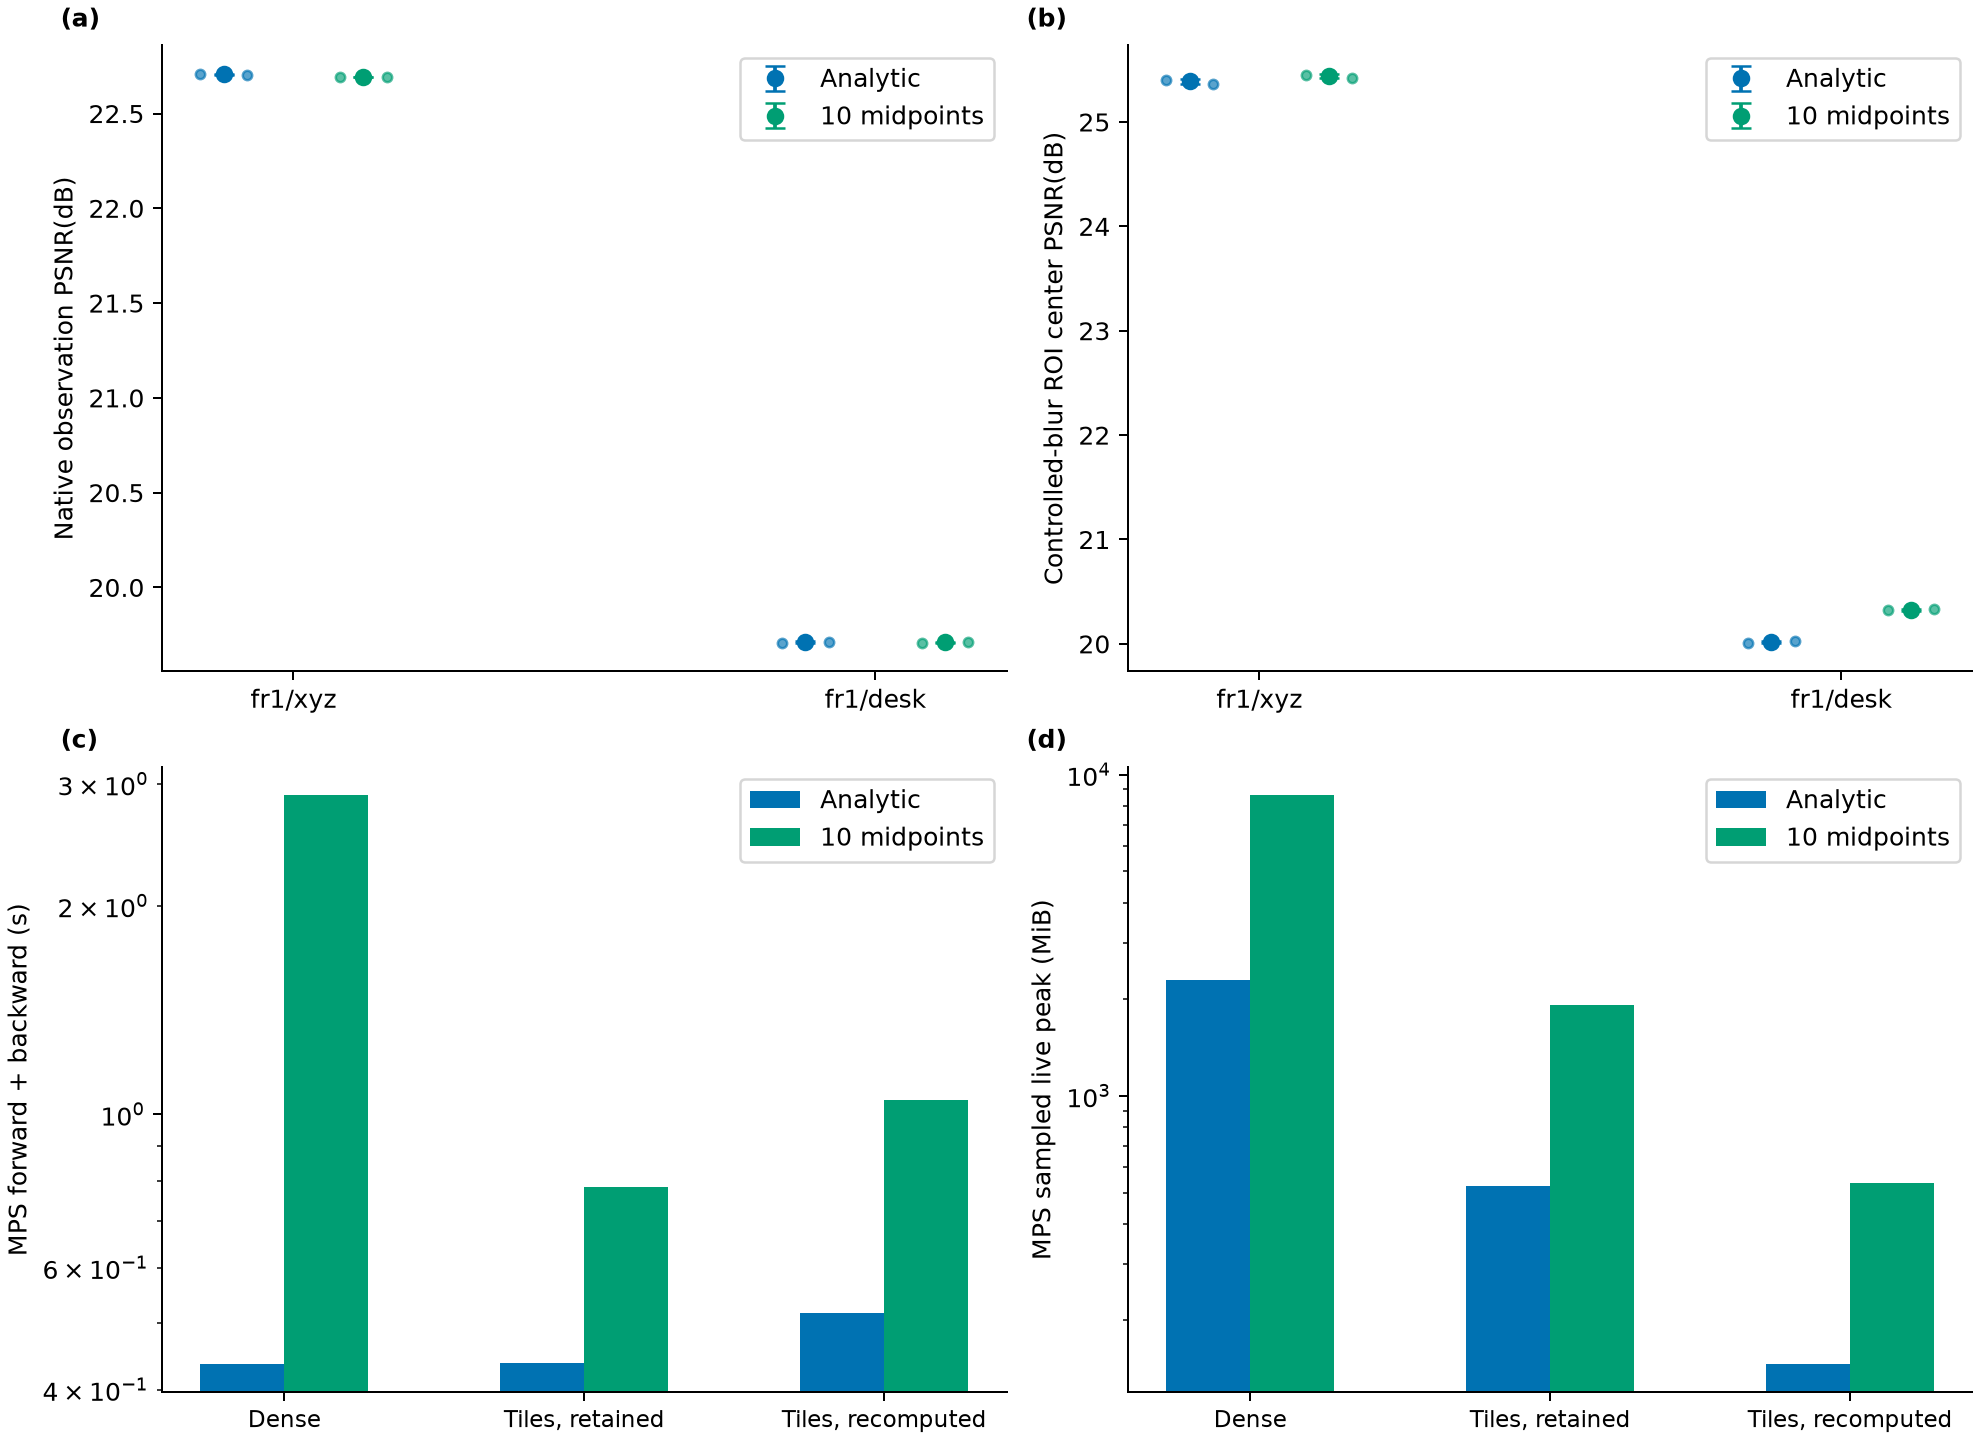 (a)
Native observation PSNR(dB)
22.5
22.0
21.5
21.0
20.5
20.0
fr1/xyz
fr1/desk
Analytic
10 midpoints
(b)
Controlled-blur ROI center PSNR(dB)
25
24
23
22
21
20
fr1/xyz
fr1/desk
Analytic
10 midpoints
(c)
MPS forward + backward (s)
3 × 10⁰
2 × 10⁰
10⁰
6 × 10⁻¹
4 × 10⁻¹
Dense
Tiles, retained
Tiles, recomputed
Analytic
10 midpoints
(d)
MPS sampled live peak (MiB)
10⁴
10³
Dense
Tiles, retained
Tiles, recomputed
Analytic
10 midpoints